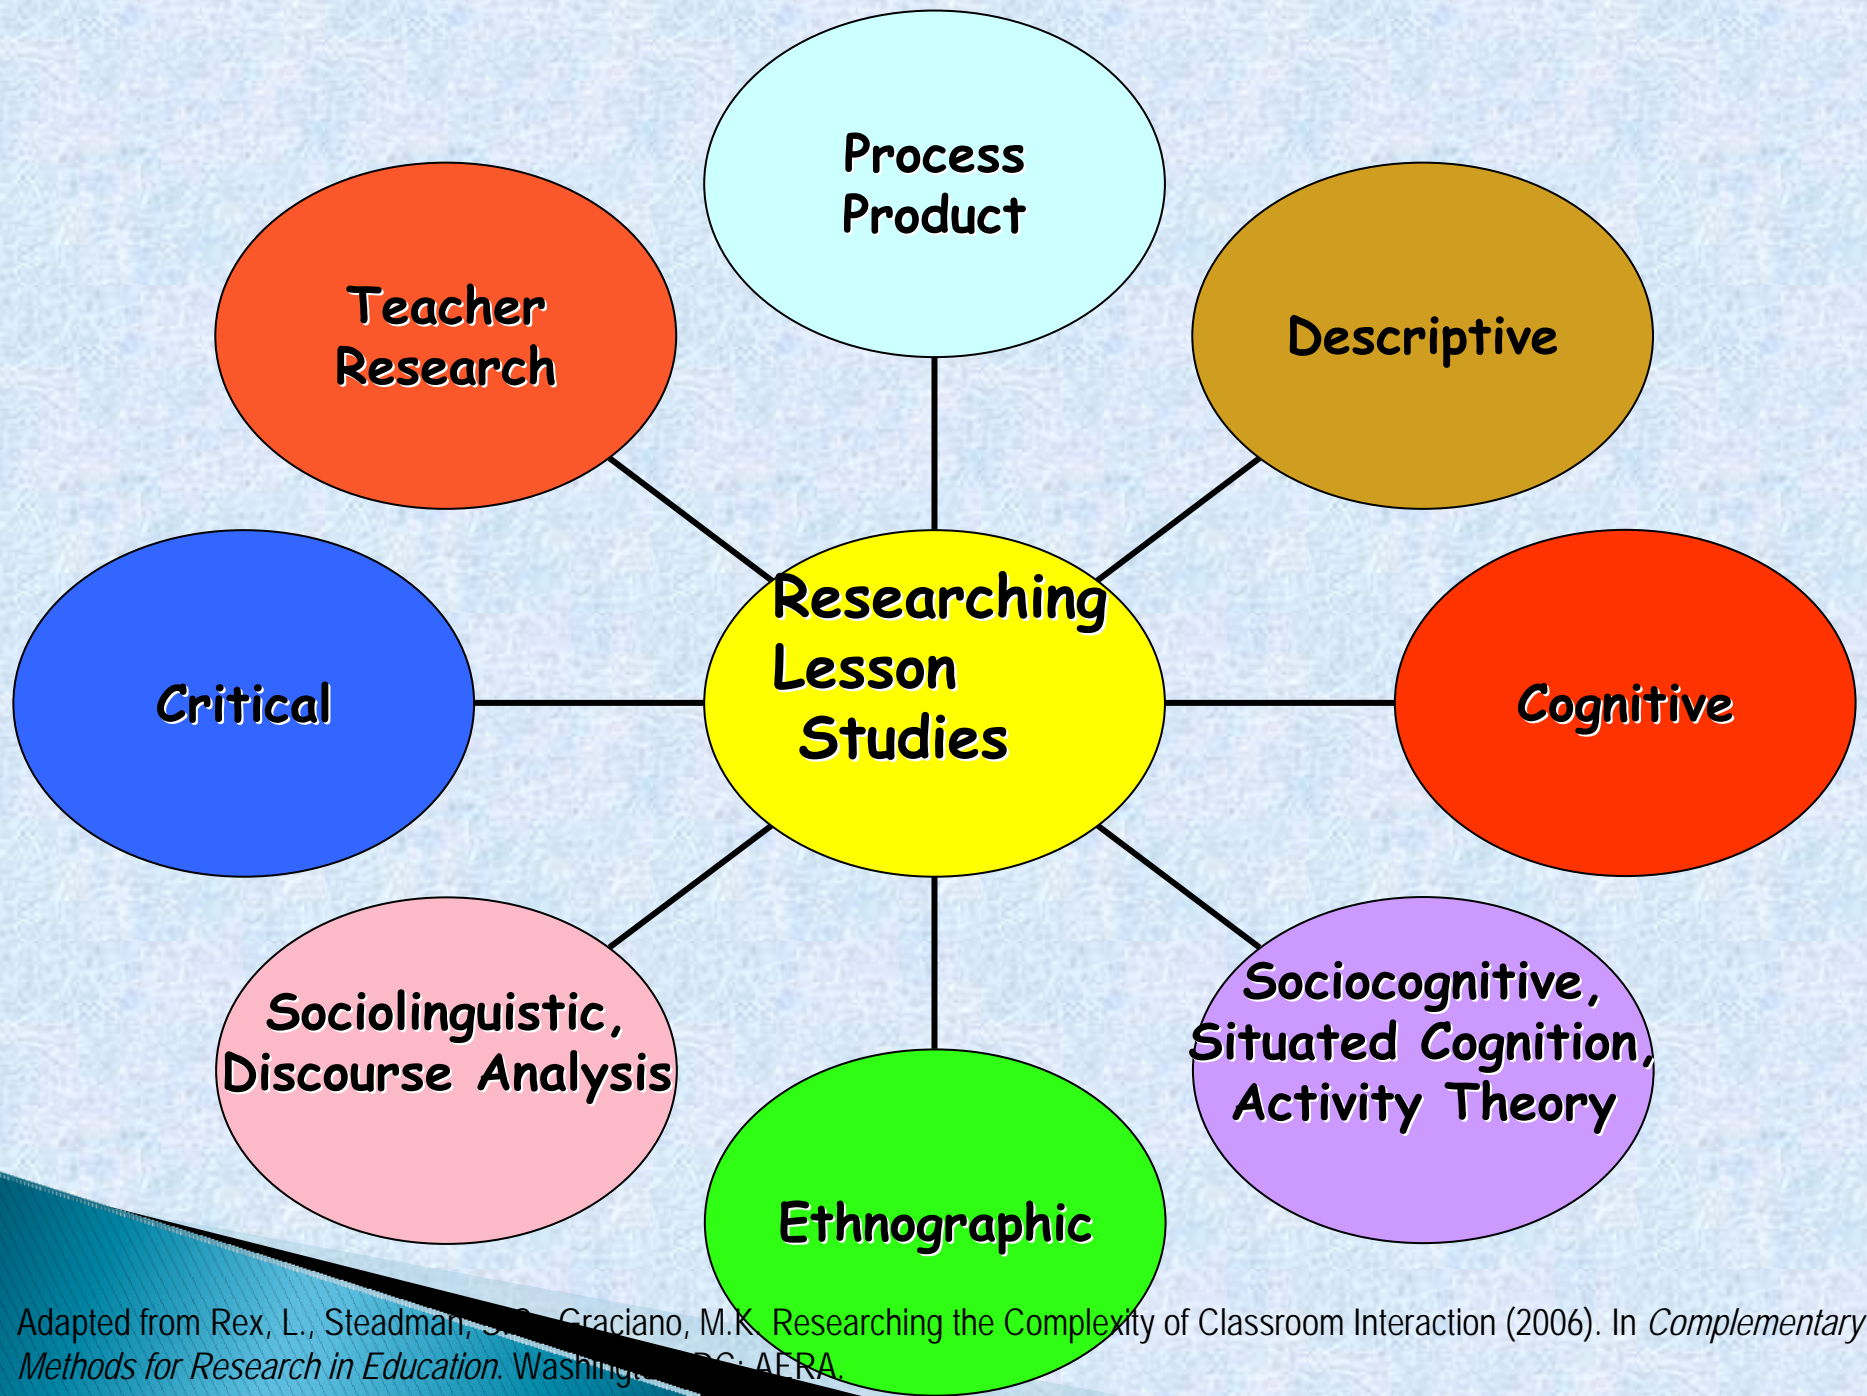 Process
Product
Teacher
Research
Descriptive
Researching
Lesson
Studies
Critical
Cognitive
Sociolinguistic,
Discourse Analysis
Sociocognitive,
Situated Cognition,
Activity Theory
Ethnographic
Adapted from Rex, L., Steadman, Graciano, M.K. Researching the Complexity of Classroom Interaction (2006). In Complementary
Methods for Research in Education. AERA.